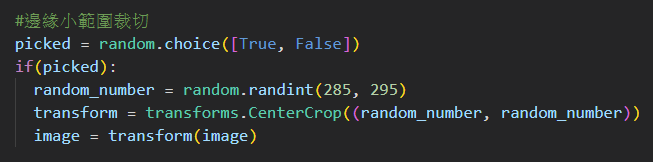 #邊緣小範圍裁切
picked = random.choice([True, False])
if(picked):
  random_number = random.randint(285, 295)
  transform = transforms.CenterCrop((random_number, random_number))
  image = transform(image)